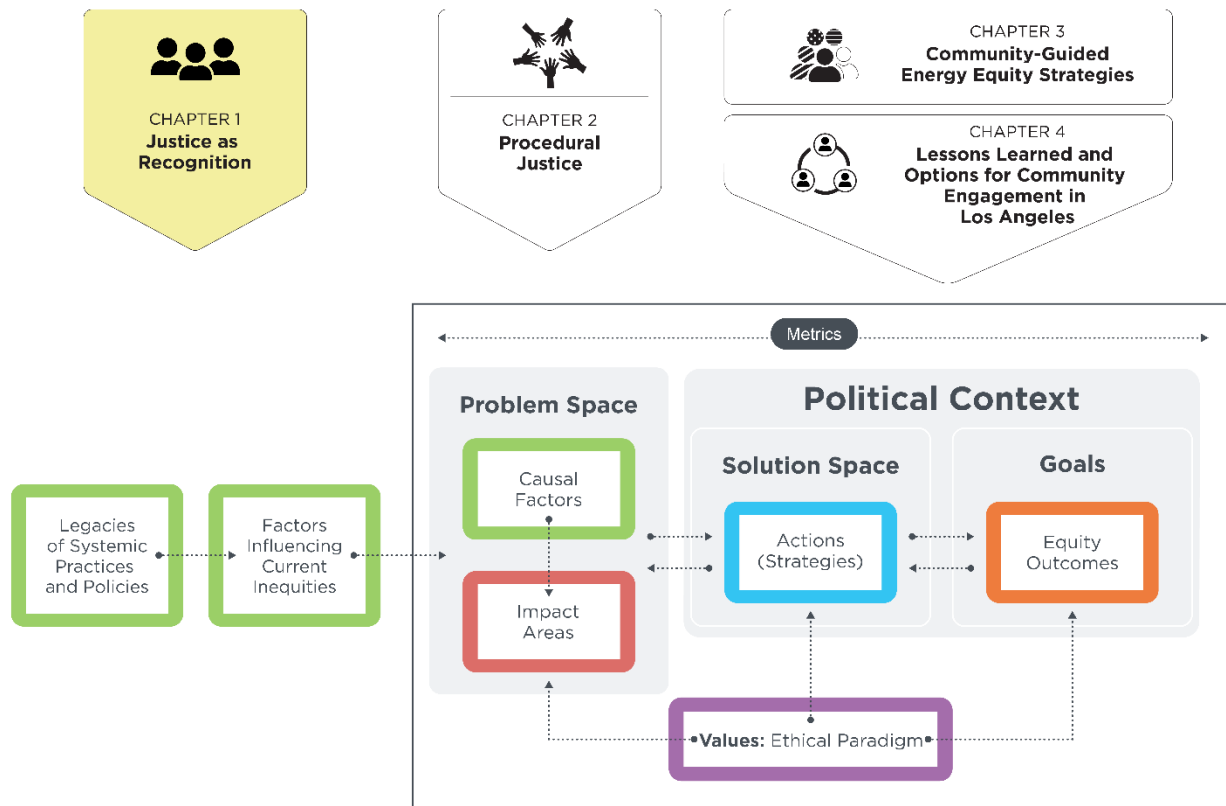 CHAPTER 1
Justice as
Recognition
CHAPTER 2
Procedural
Justice
CHAPTER 3
Community-Guided
Energy Equity Strategies
CHAPTER 4
Lessons Learned and
Options for Community
Engagement in
Los Angeles
Metrics
Problem Space
Political Context
Causal
Factors
Solution Space
Goals
Legacies
of Systemic
Practices
and Policies
Factors
Influencing
Current
Inequities
Actions
(Strategies)
Equity
Outcomes
Impact
Areas
Values: Ethical Paradigm